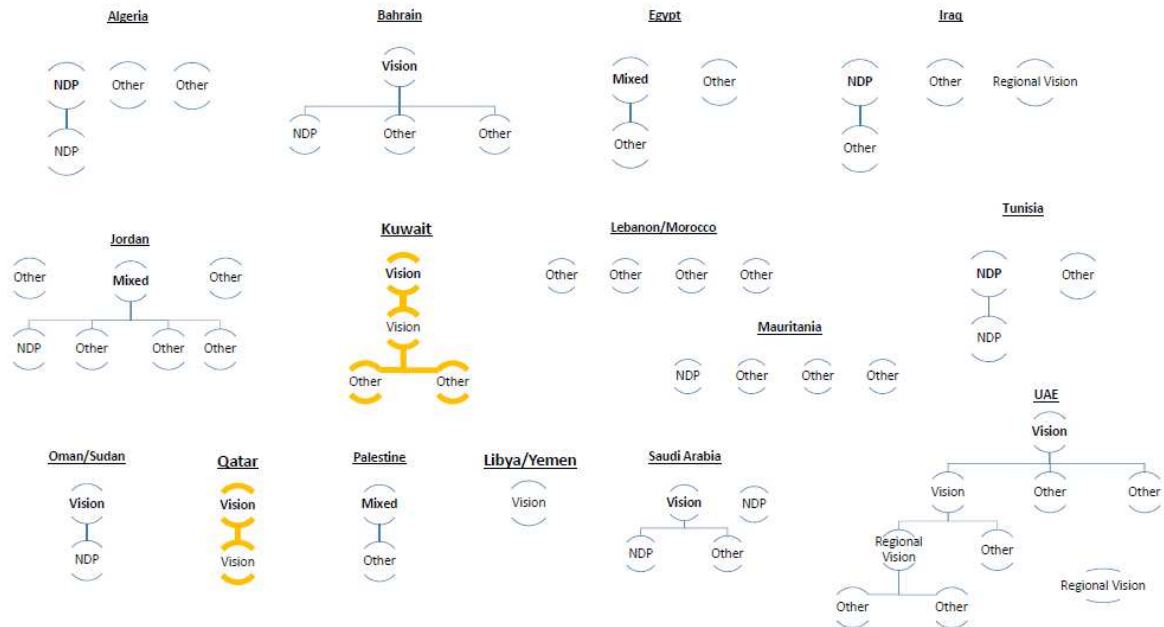 Algeria
NDP
Other
Other
NDP
Bahrain
Vision
NDP
Other
Other
Egypt
Mixed
Other
Other
Iraq
NDP
Other
Regional Vision
Other
Jordan
Other
Mixed
Other
NDP
Other
Other
Other
Kuwait
Vision
Vision
Other
Other
Lebanon/Morocco
Other
Other
Other
Other
Mauritania
NDP
Other
Other
Other
Tunisia
NDP
Other
NDP
Oman/Sudan
Vision
NDP
Qatar
Vision
Vision
Palestine
Mixed
Other
Libya/Yemen
Vision
Saudi Arabia
Vision
NDP
NDP
Other
UAE
Vision
Vision
Other
Other
Regional
Vision
Other
Other
Other
Regional Vision